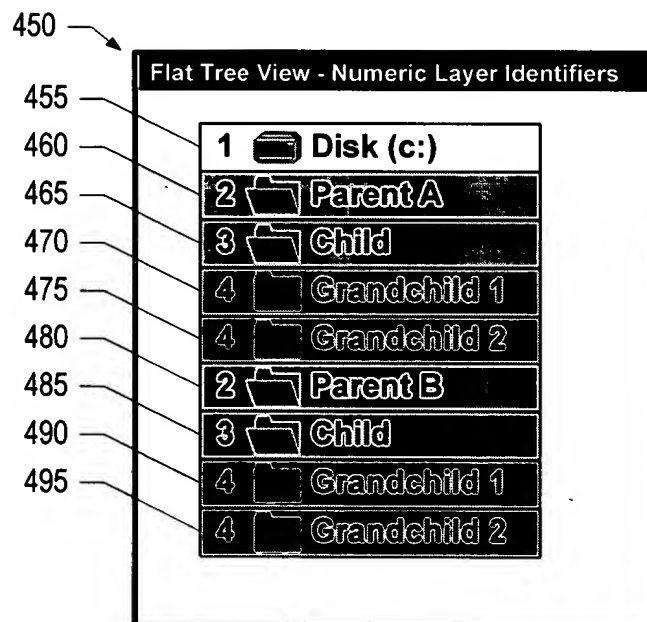 450
Flat Tree View - Numeric Layer Identifiers
455 1 Disk (c:)
460 2 Parent A
465 3 Child
470 4 Grandchild 1
475 4 Grandchild 2
480 2 Parent B
485 3 Child
490 4 Grandchild 1
495 4 Grandchild 2